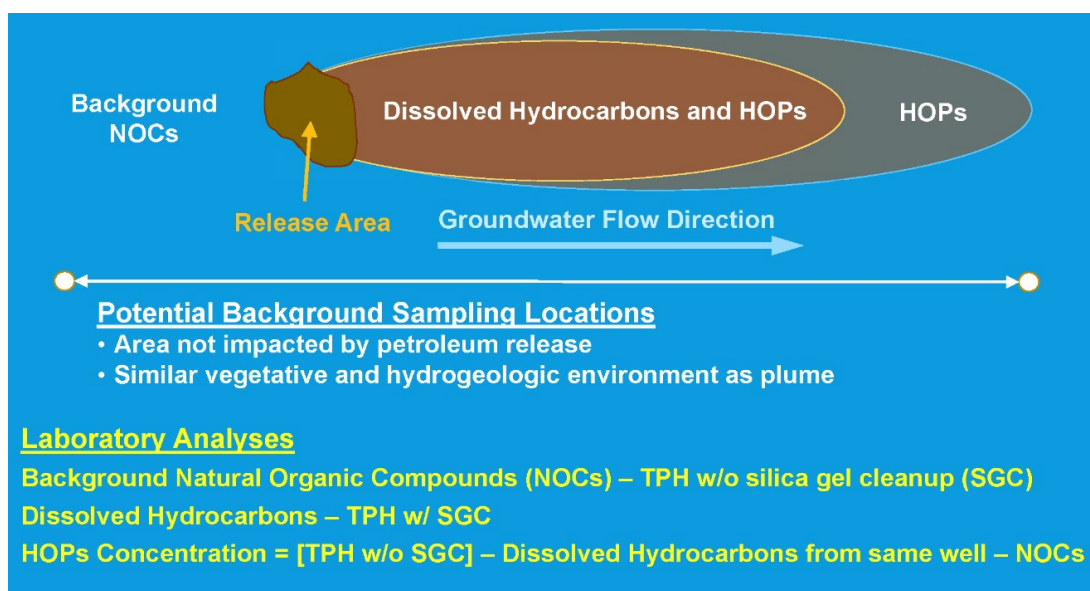 Background
NOCs
Dissolved Hydrocarbons and HOPs
HOPs
Release Area
Groundwater Flow Direction
Potential Background Sampling Locations
• Area not impacted by petroleum release
• Similar vegetative and hydrogeologic environment as plume
Laboratory Analyses
Background Natural Organic Compounds (NOCs) – TPH w/o silica gel cleanup (SGC)
Dissolved Hydrocarbons – TPH w/ SGC
HOPs Concentration = [TPH w/o SGC] – Dissolved Hydrocarbons from same well – NOCs